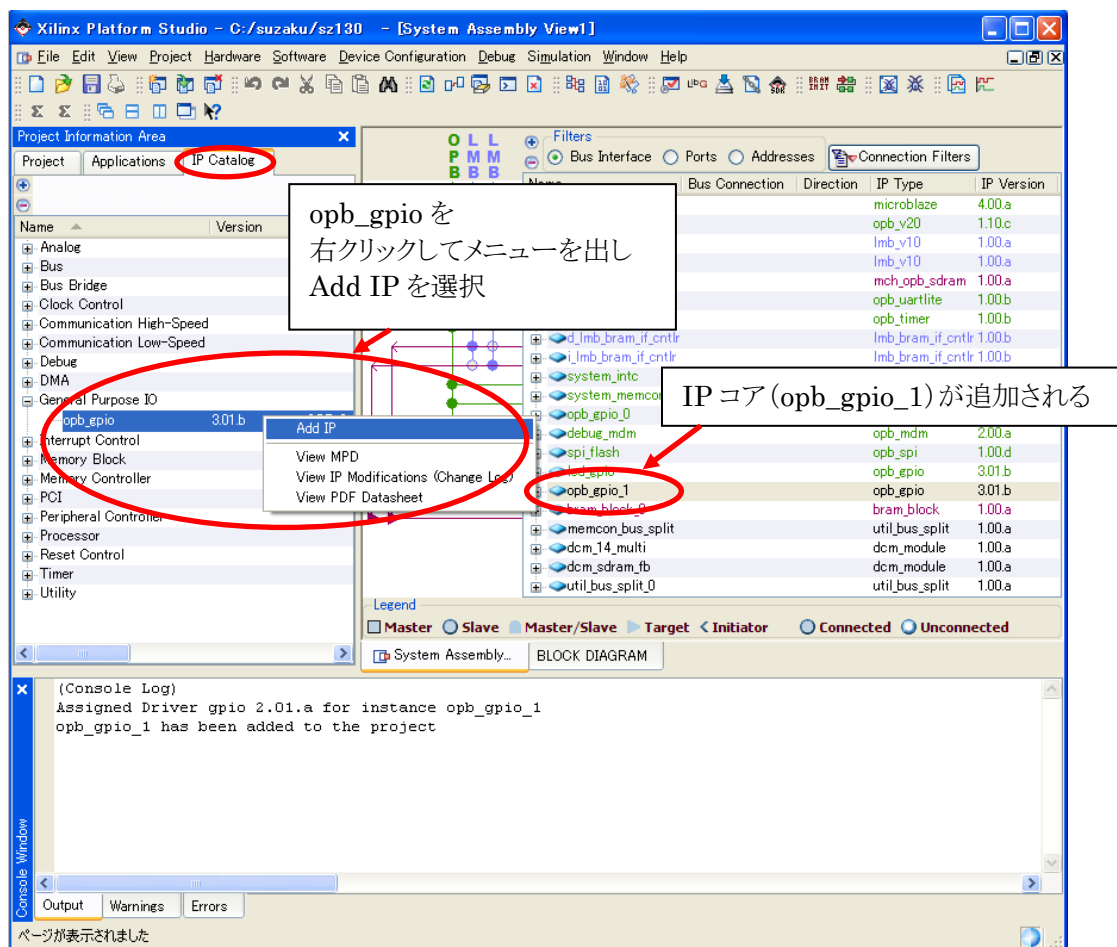 Xilinx Platform Studio - C:/suzaku/sz130 - [System Assembly View1]
File Edit View Project Hardware Software Device Configuration Debug Simulation Window Help
Project Information Area
Project Applications IP Catalog
Name Version
Analog
Bus
Bus Bridge
Clock Control
Communication High-Speed
Communication Low-Speed
Debug
DMA
General Purpose IO
opb_gpio 3.01.b
Interrupt Control
Memory Block
Memory Controller
PCI
Peripheral Controller
Processor
Reset Control
Timer
Utility
Add IP
View MPD
View IP Modifications (Change Log)
View PDF Datasheet
opb_gpio を
右クリックしてメニューを出し
Add IP を選択
OPB LMB LMB
Filters
Bus Interface Ports Addresses Connection Filters
Name Bus Connection Direction IP Type IP Version
microblaze 4.00.a
opb_v20 1.10.c
lmb_v10 1.00.a
lmb_v10 1.00.a
mch_opb_sdram 1.00.a
opb_uartlite 1.00.b
opb_timer 1.00.b
d_lmb_bram_if_cntlr lmb_bram_if_cntlr 1.00.b
i_lmb_bram_if_cntlr lmb_bram_if_cntlr 1.00.b
system_intc
system_memcon
opb_gpio_0
debug_mdm opb_mdm 2.00.a
spi_flash opb_spi 1.00.d
led_gpio opb_gpio 3.01.b
opb_gpio_1 opb_gpio 3.01.b
bram_block_0 bram_block 1.00.a
memcon_bus_split util_bus_split 1.00.a
dcm_14_multi dcm_module 1.00.a
dcm_sdram_fb dcm_module 1.00.a
util_bus_split_0 util_bus_split 1.00.a
IP コア(opb_gpio_1)が追加される
Legend
Master Slave Master/Slave Target Initiator Connected Unconnected
System Assembly... BLOCK DIAGRAM
(Console Log)
Assigned Driver gpio 2.01.a for instance opb_gpio_1
opb_gpio_1 has been added to the project
Console Window
Output Warnings Errors
ページが表示されました